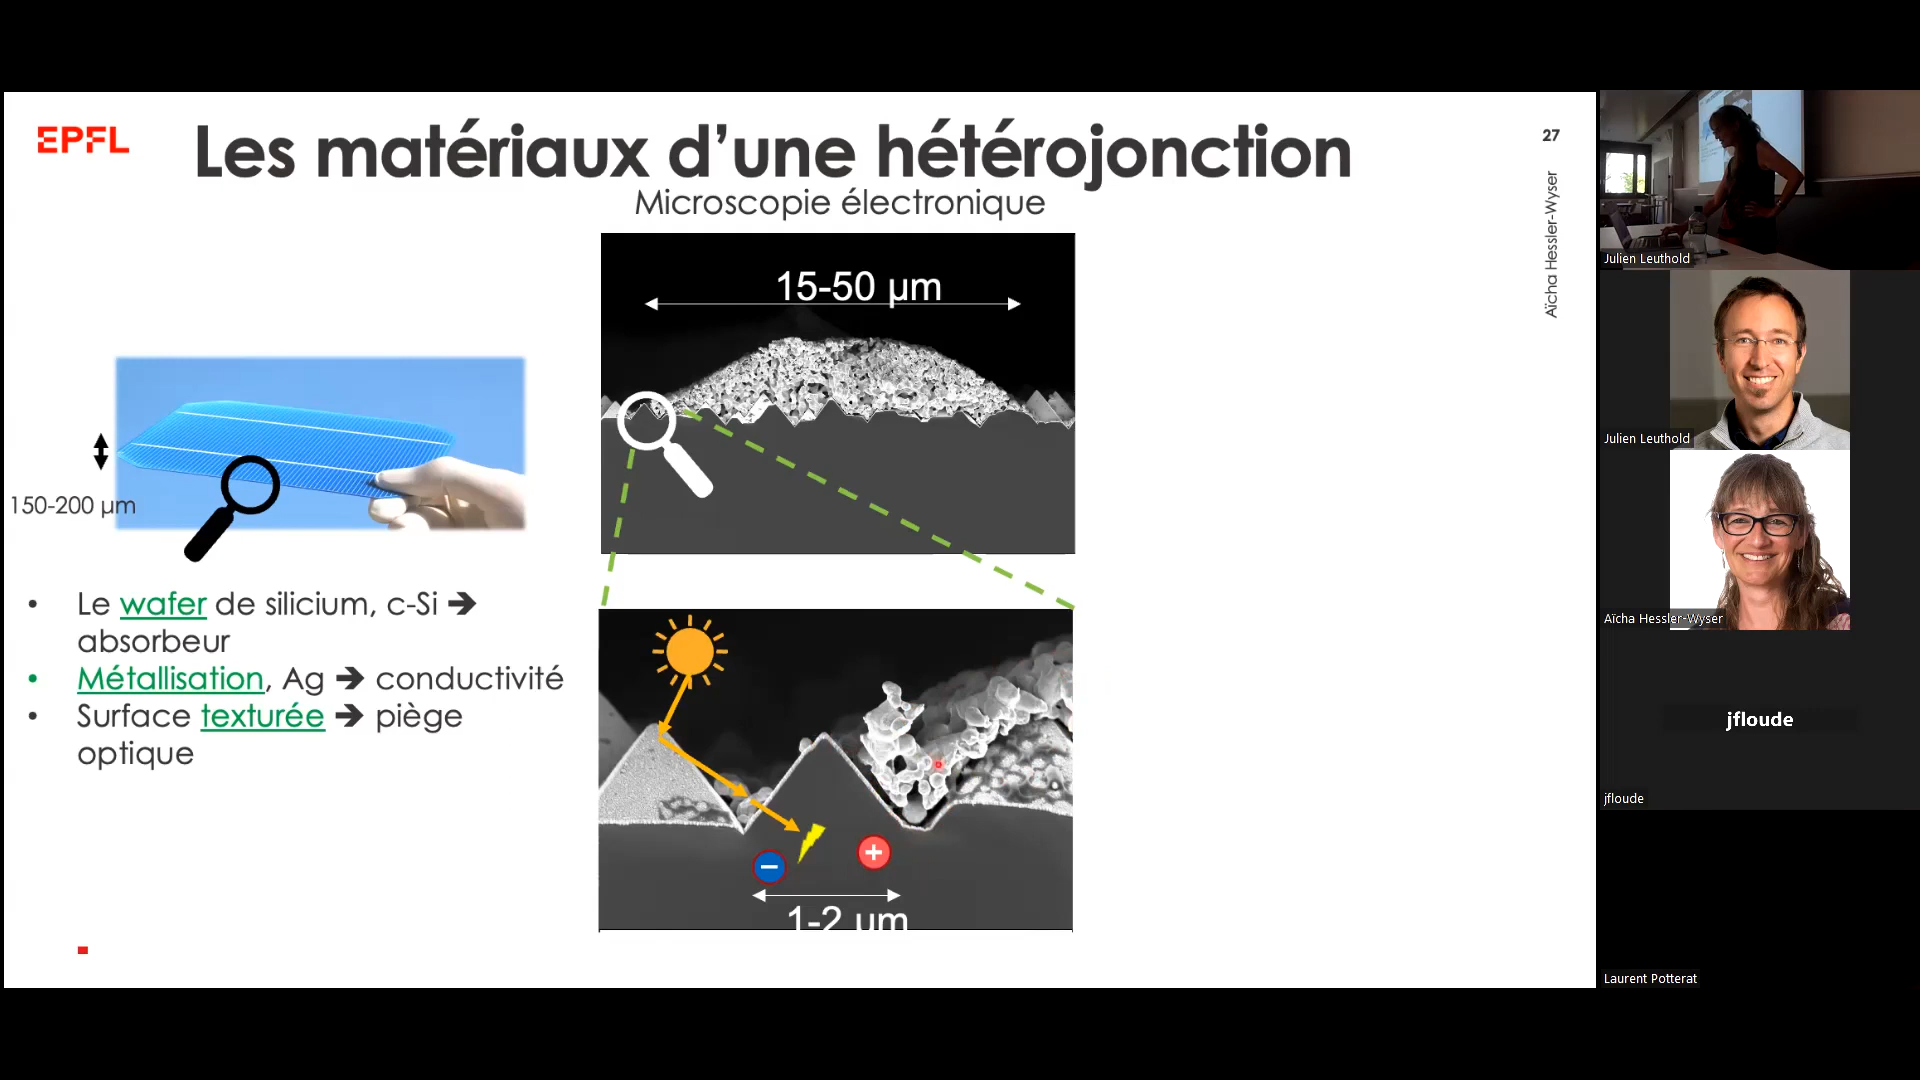 EPFL
Les matériaux d’une hétérojonction
27
Aïcha Hessler-Wyser
Microscopie électronique
15-50 µm
150-200 µm
• Le wafer de silicium, c-Si ➔
absorbeur
• Métallisation, Ag ➔ conductivité
• Surface texturée ➔ piège
optique
− +
1-2 µm
Julien Leuthold
Julien Leuthold
Aïcha Hessler-Wyser
jfloude
jfloude
Laurent Potterat